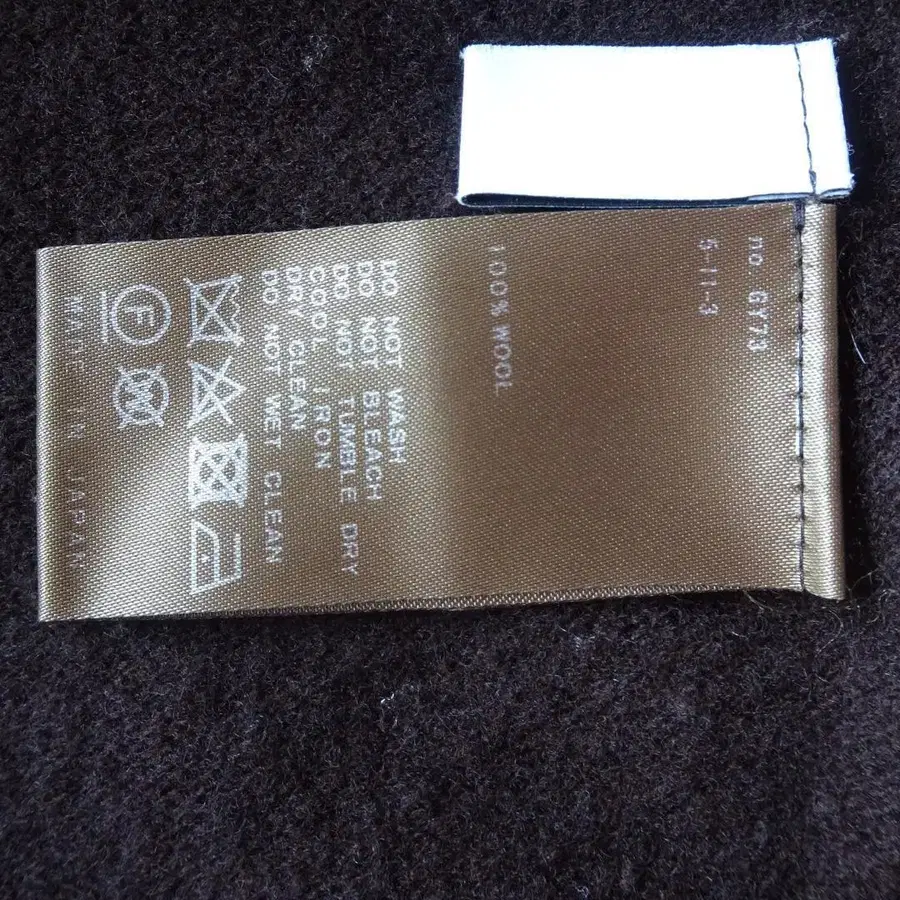 no. 6Y73
5-11-3
100% WOOL
DO NOT WASH
DO NOT BLEACH
DO NOT TUMBLE DRY
COOL IRON
DRY CLEAN
DO NOT WET CLEAN
F
W
MADE IN JAPAN